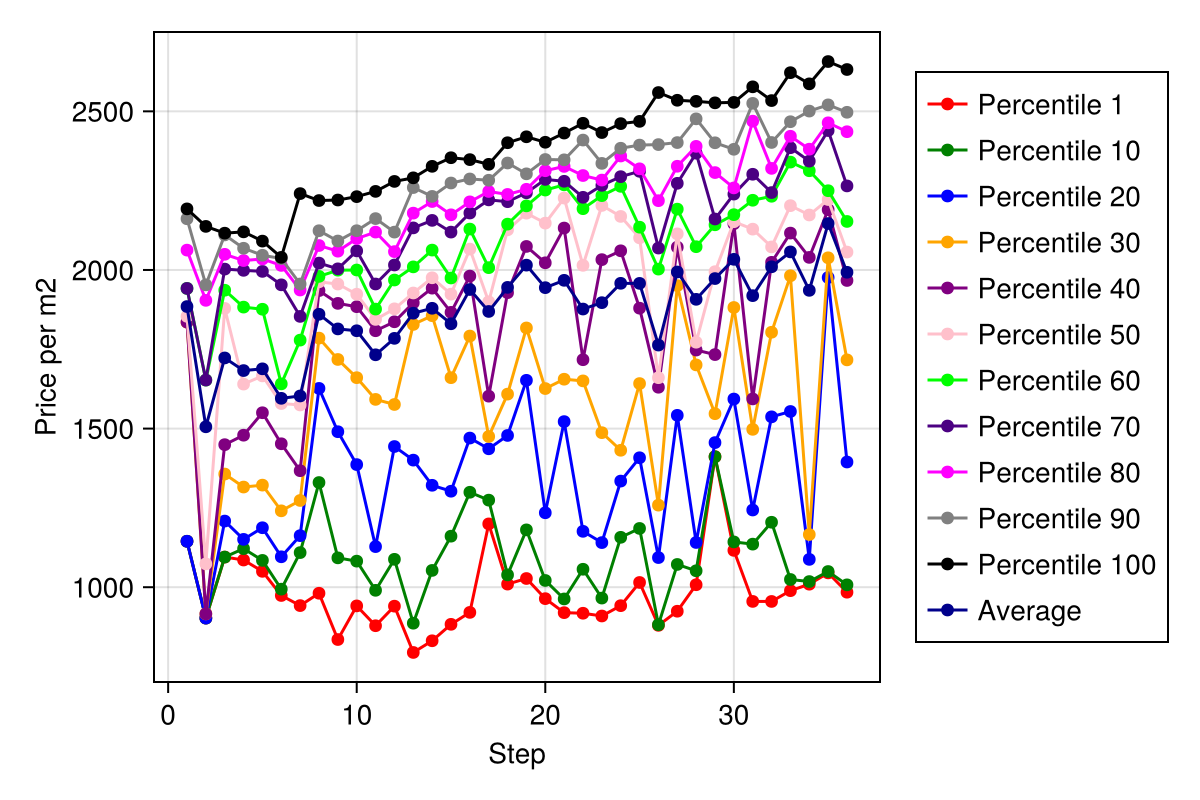 2500
2000
1500
1000
Price per m2
0 10 20 30
Step
Percentile 1
Percentile 10
Percentile 20
Percentile 30
Percentile 40
Percentile 50
Percentile 60
Percentile 70
Percentile 80
Percentile 90
Percentile 100
Average